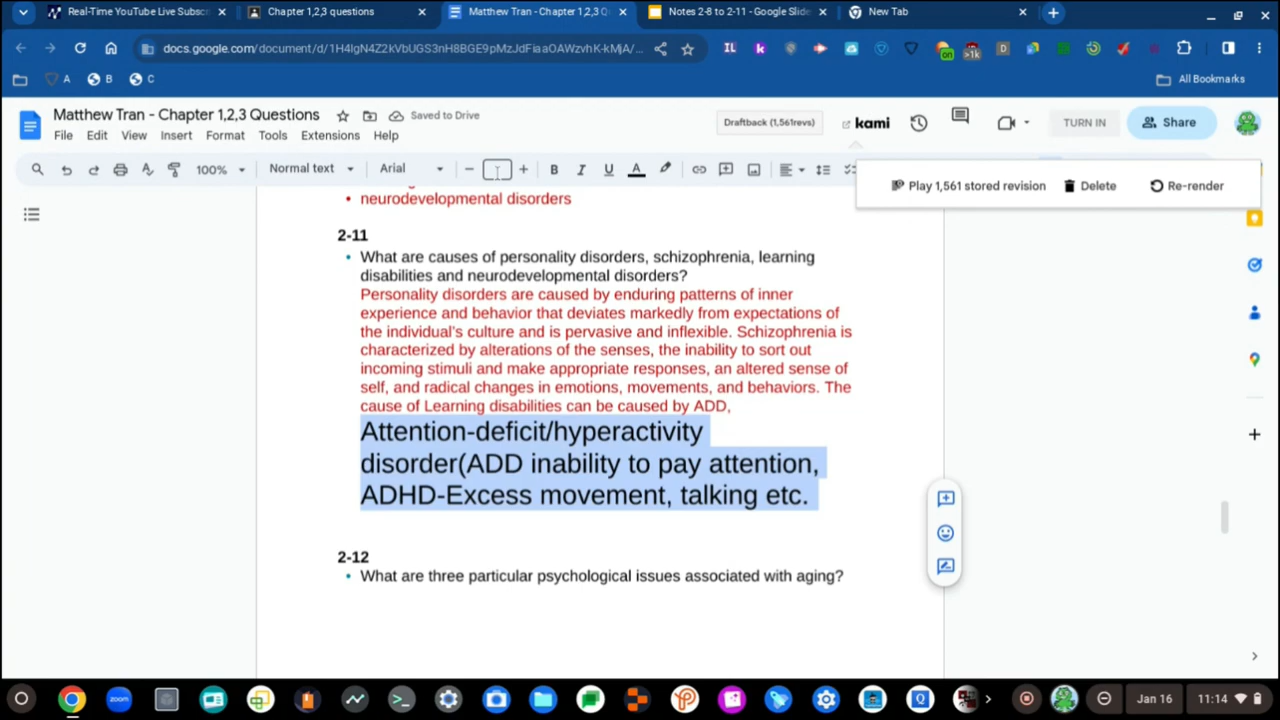 Real-Time YouTube Live Subscr
Chapter 1,2,3 questions
Matthew Tran - Chapter 1,2,3 Q
Notes 2-8 to 2-11 - Google Slide
New Tab
docs.google.com/document/d/1H4IgN4Z2kVbUGS3nH8BGE9pMzJdFiaaOAWzvhK-kMjA/...
A
B
C
All Bookmarks
Matthew Tran - Chapter 1,2,3 Questions
Saved to Drive
File Edit View Insert Format Tools Extensions Help
Draftback (1,561revs)
kami
TURN IN
Share
100%
Normal text
Arial
B I U A
Play 1,561 stored revision
Delete
Re-render
neurodevelopmental disorders
2-11
What are causes of personality disorders, schizophrenia, learning
disabilities and neurodevelopmental disorders?
Personality disorders are caused by enduring patterns of inner
experience and behavior that deviates markedly from expectations of
the individual's culture and is pervasive and inflexible. Schizophrenia is
characterized by alterations of the senses, the inability to sort out
incoming stimuli and make appropriate responses, an altered sense of
self, and radical changes in emotions, movements, and behaviors. The
cause of Learning disabilities can be caused by ADD,
Attention-deficit/hyperactivity
disorder(ADD inability to pay attention,
ADHD-Excess movement, talking etc.
2-12
What are three particular psychological issues associated with aging?
zoom
Jan 16
11:14